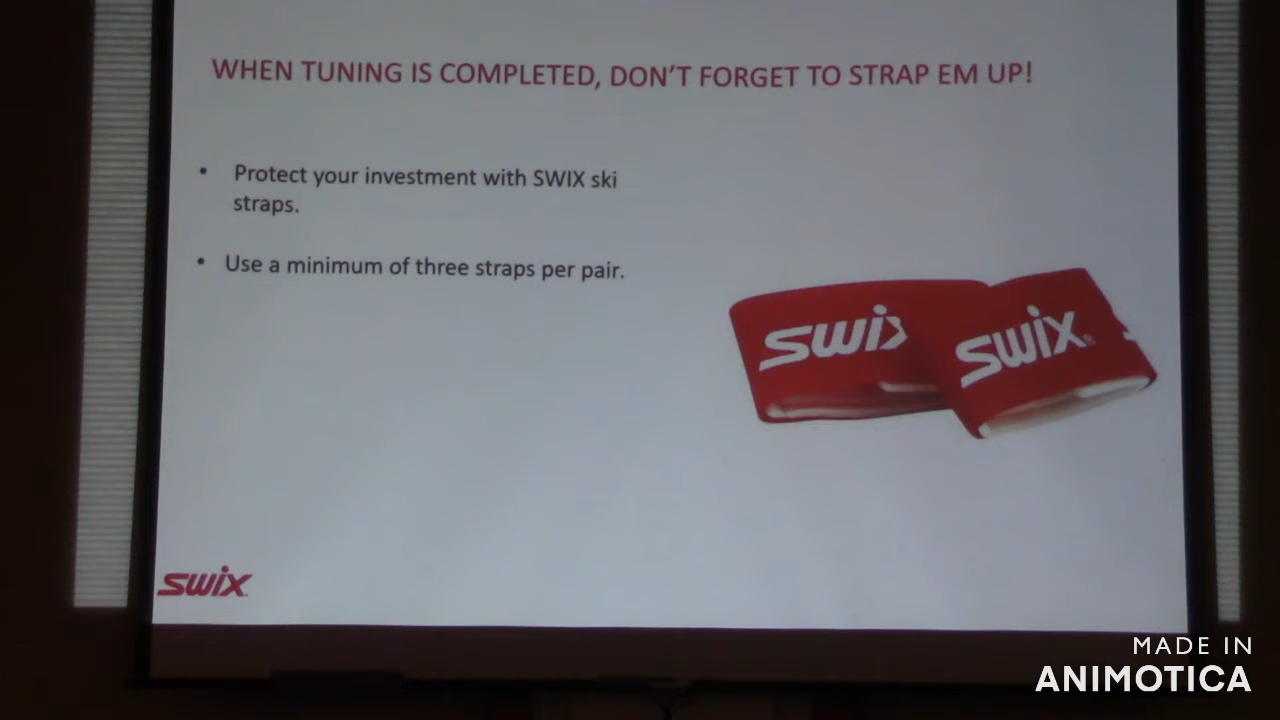 WHEN TUNING IS COMPLETED, DON'T FORGET TO STRAP EM UP!
• Protect your investment with SWIX ski
straps.
• Use a minimum of three straps per pair.
swix
swix®
swix
MADE IN
ANIMOTICA